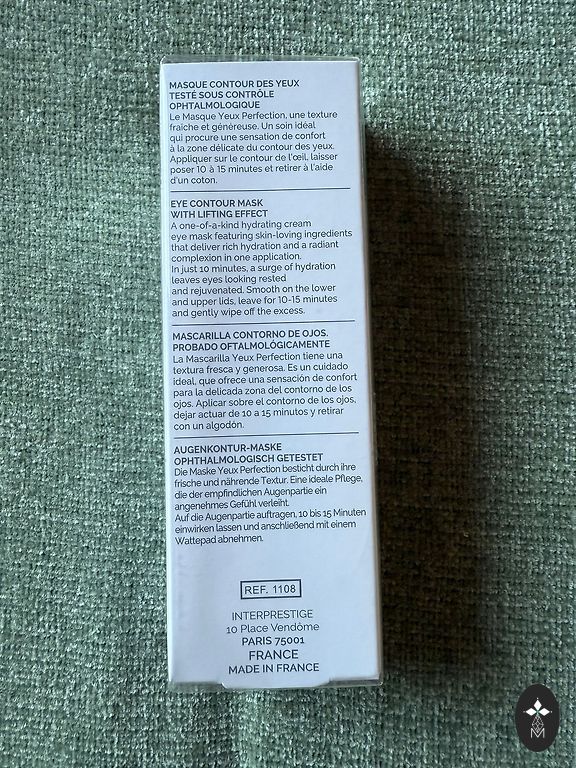 MASQUE CONTOUR DES YEUX
TESTÉ SOUS CONTRÔLE
OPHTALMOLOGIQUE
Le Masque Yeux Perfection, une texture
fraîche et généreuse. Un soin idéal
qui procure une sensation de confort
à la zone délicate du contour des yeux.
Appliquer sur le contour de l'œil, laisser
poser 10 à 15 minutes et retirer à l'aide
d'un coton.
EYE CONTOUR MASK
WITH LIFTING EFFECT
A one-of-a-kind hydrating cream
eye mask featuring skin-loving ingredients
that deliver rich hydration and a radiant
complexion in one application.
In just 10 minutes, a surge of hydration
leaves eyes looking rested
and rejuvenated. Smooth on the lower
and upper lids, leave for 10-15 minutes
and gently wipe off the excess.
MASCARILLA CONTORNO DE OJOS.
PROBADO OFTALMOLÓGICAMENTE
La Mascarilla Yeux Perfection tiene una
textura fresca y generosa. Es un cuidado
ideal, que ofrece una sensación de confort
para la delicada zona del contorno de los
ojos. Aplicar sobre el contorno de los ojos,
dejar actuar de 10 a 15 minutos y retirar
con un algodón.
AUGENKONTUR-MASKE
OPHTHALMOLOGISCH GETESTET
Die Maske Yeux Perfection besticht durch ihre
frische und nährende Textur. Eine ideale Pflege,
die der empfindlichen Augenpartie ein
angenehmes Gefühl verleiht.
Auf die Augenpartie auftragen, 10 bis 15 Minuten
einwirken lassen und anschließend mit einem
Wattepad abnehmen.
REF. 1108
INTERPRESTIGE
10 Place Vendôme
PARIS 75001
FRANCE
MADE IN FRANCE
M